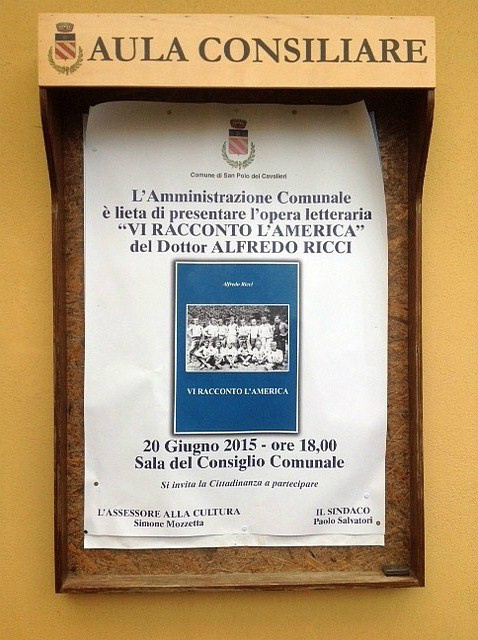 AULA CONSILIARE
Comune di San Polo dei Cavalieri
L'Amministrazione Comunale
è lieta di presentare l'opera letteraria
"VI RACCONTO L'AMERICA"
del Dottor ALFREDO RICCI
Alfredo Ricci
VI RACCONTO L'AMERICA
20 Giugno 2015 - ore 18,00
Sala del Consiglio Comunale
Si invita la Cittadinanza a partecipare
L'ASSESSORE ALLA CULTURA
Simone Mozzetta
IL SINDACO
Paolo Salvatori